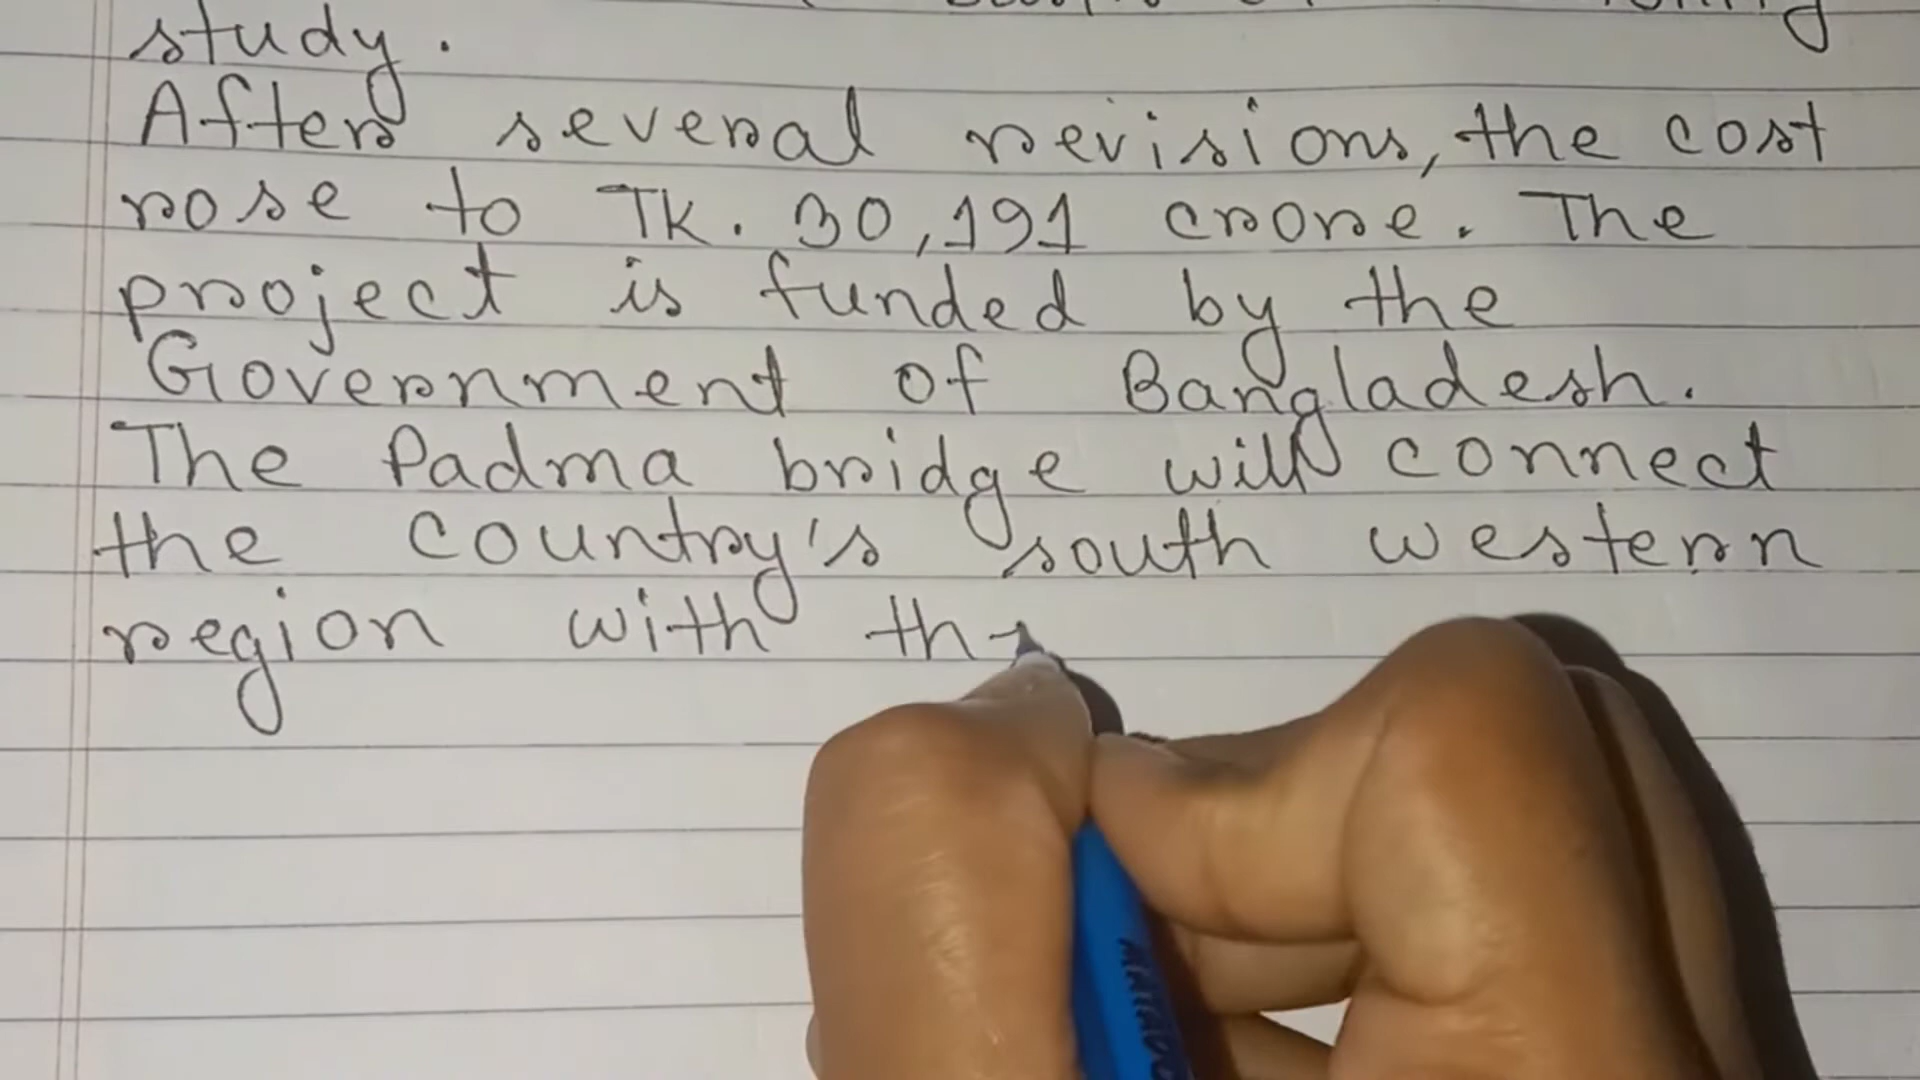 study.
After several revisions, the cost
rose to TK. 30,191 crore. The
project is funded by the
Government of Bangladesh.
The Padma bridge will connect
the country's south western
region with th